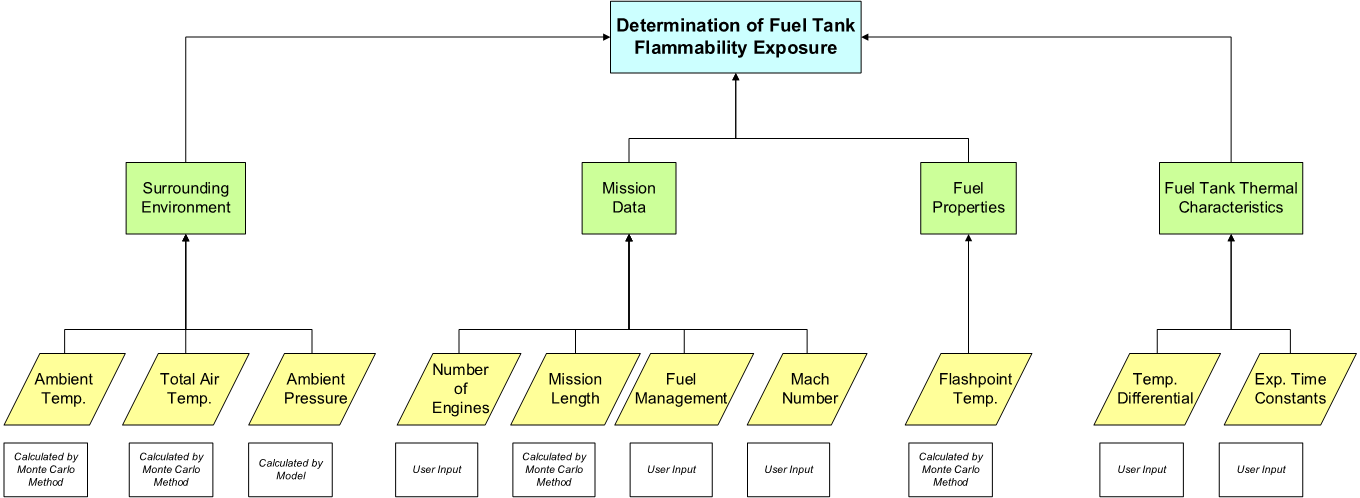 Determination of Fuel Tank
Flammability Exposure
Surrounding
Environment
Mission
Data
Fuel
Properties
Fuel Tank Thermal
Characteristics
Ambient
Temp.
Total Air
Temp.
Ambient
Pressure
Number
of
Engines
Mission
Length
Fuel
Management
Mach
Number
Flashpoint
Temp.
Temp.
Differential
Exp. Time
Constants
Calculated by
Monte Carlo
Method
Calculated by
Monte Carlo
Method
Calculated by
Model
User Input
Calculated by
Monte Carlo
Method
User Input
User Input
Calculated by
Monte Carlo
Method
User Input
User Input